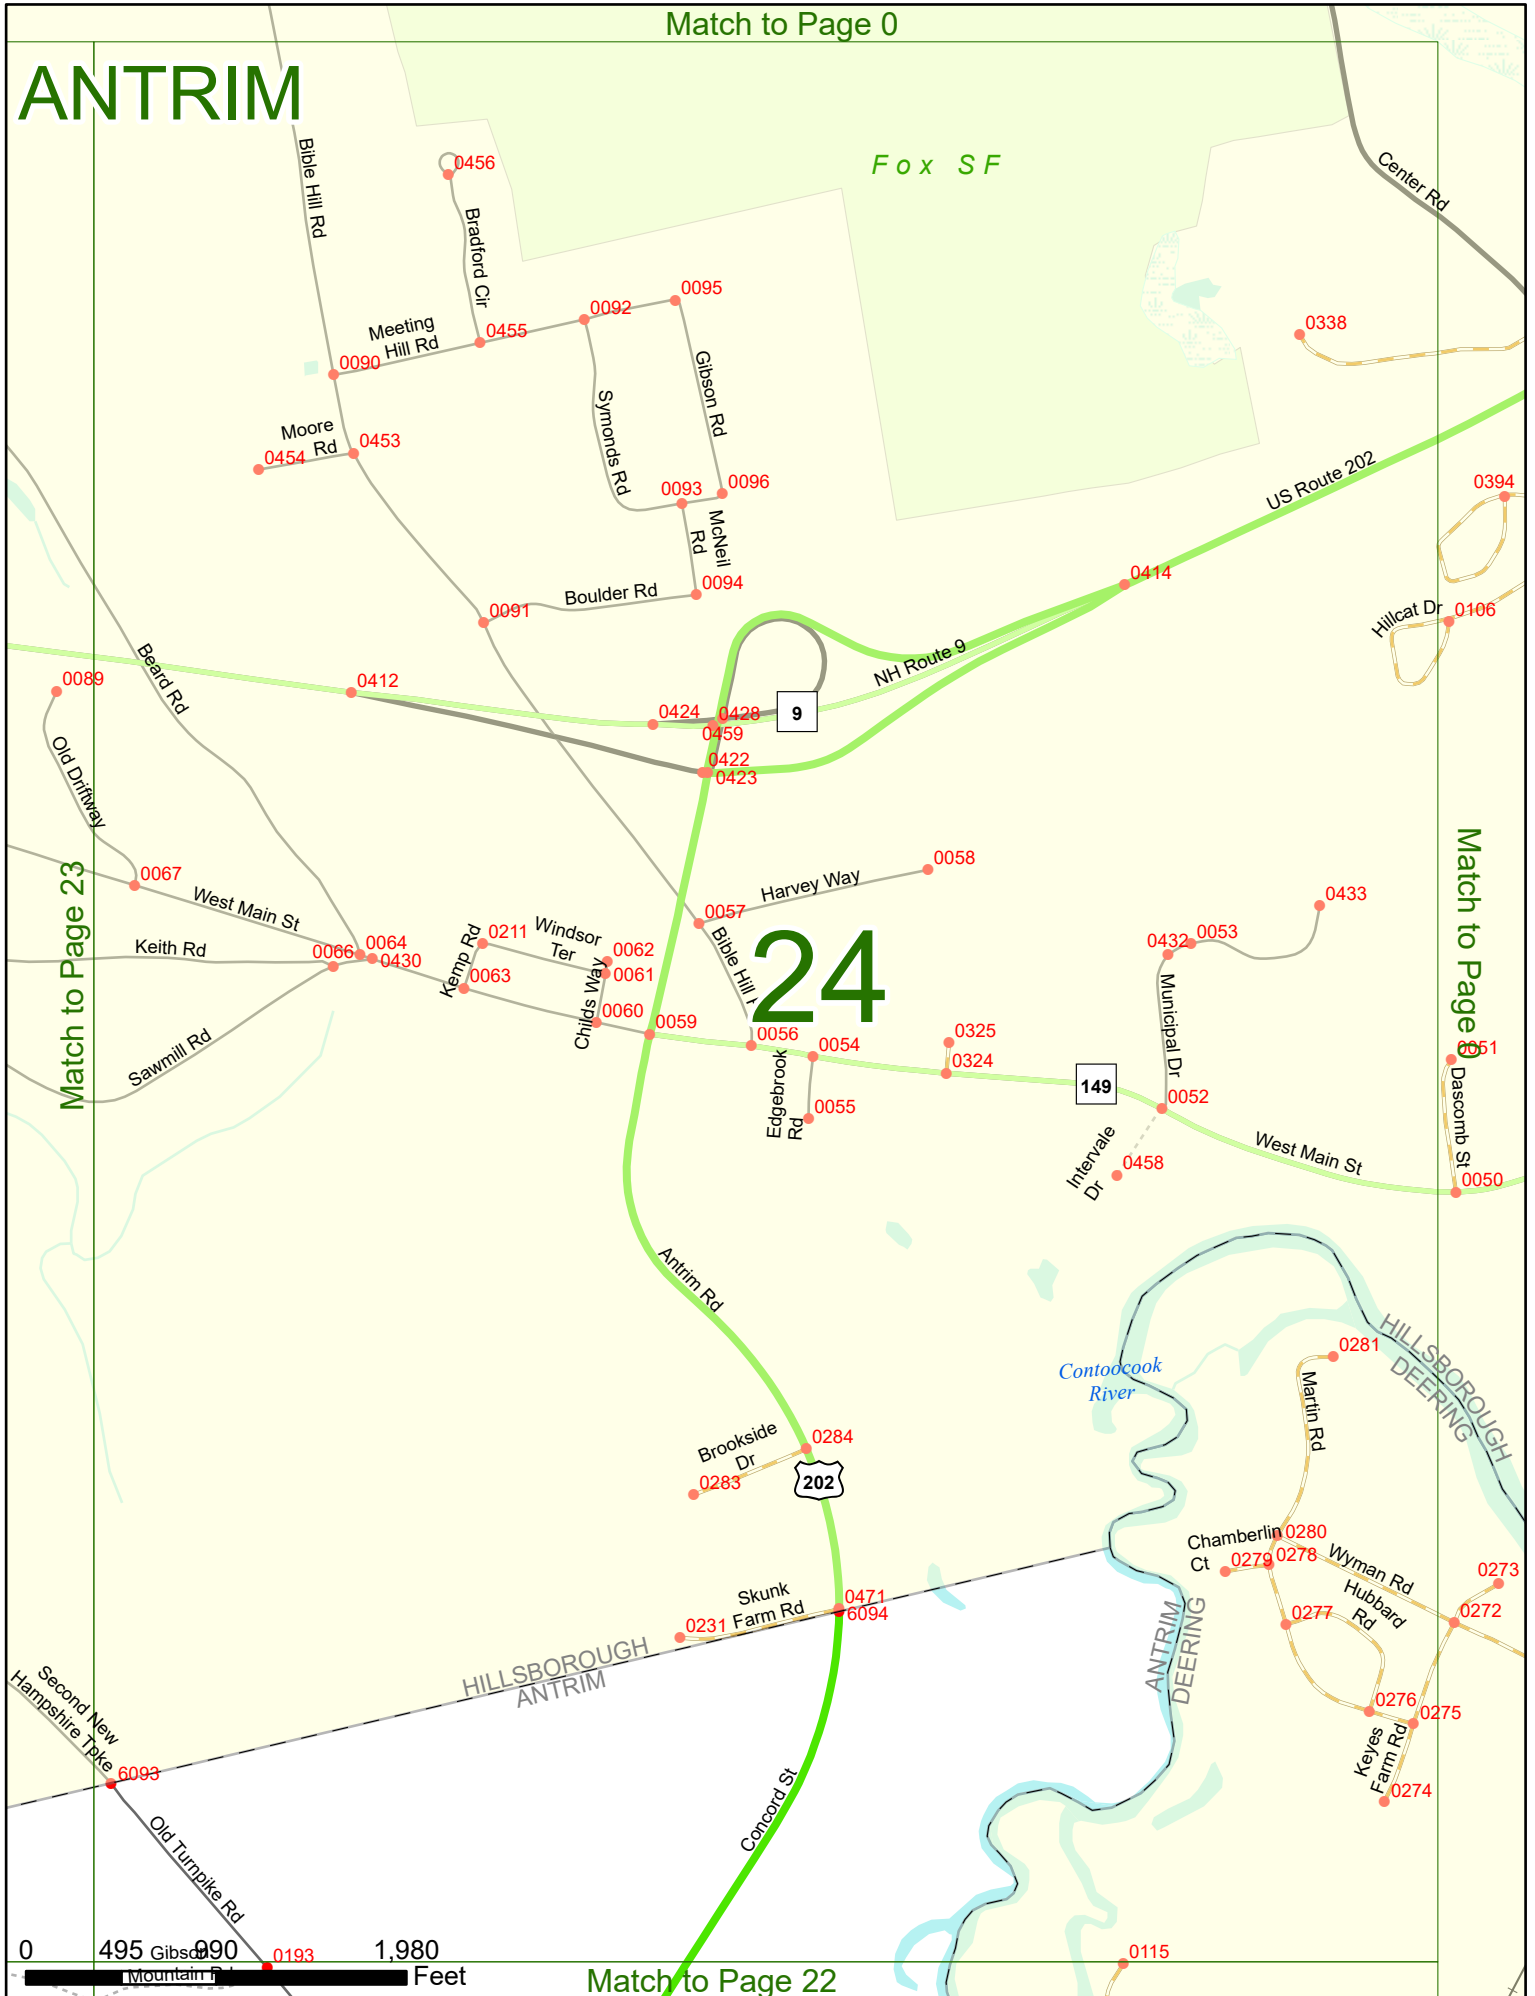 Match to Page 0
ANTRIM
Fox SF
Center Rd
Bible Hill Rd
0456
Bradford Cir
0095
0092
0455
Meeting
Hill Rd
0090
0338
Gibson Rd
Symonds Rd
Moore
Rd
0453
0454
US Route 202
0394
0093
0096
McNeil
Rd
0094
Boulder Rd
0091
0414
Hillcat Dr
0106
Beard Rd
NH Route 9
0089
0412
0424
0428
9
0459
0422
0423
Old Driftway
Match to Page 23
Match to Page 0
0067
West Main St
0058
Harvey Way
0057
0433
Bible Hill
24
Keith Rd
0066
0064
0430
Kemp Rd
0211
Windsor
Ter
0062
0061
0063
Childs Way
0060
0059
0056
0054
0325
0324
0432
0053
Municipal Dr
149
0052
0051
Dascomb St
0050
Sawmill Rd
Edgebrook
Rd
0055
Intervale
Dr
0458
West Main St
Antrim Rd
Contoocook
River
HILLSBOROUGH
DEERING
0281
Martin Rd
Brookside
Dr
0284
0283
202
Chamberlin
Ct
0280
0279
0278
Wyman Rd
Hubbard
Rd
0273
0272
0277
0276
0275
Keyes
Farm Rd
0274
Skunk
Farm Rd
0471
6094
0231
HILLSBOROUGH
ANTRIM
ANTRIM
DEERING
Second New
Hampshire Tpke
6093
Old Turnpike Rd
Concord St
0193
0115
0 495 990 1,980
Gibson
Mountain Rd
Feet
Match to Page 22